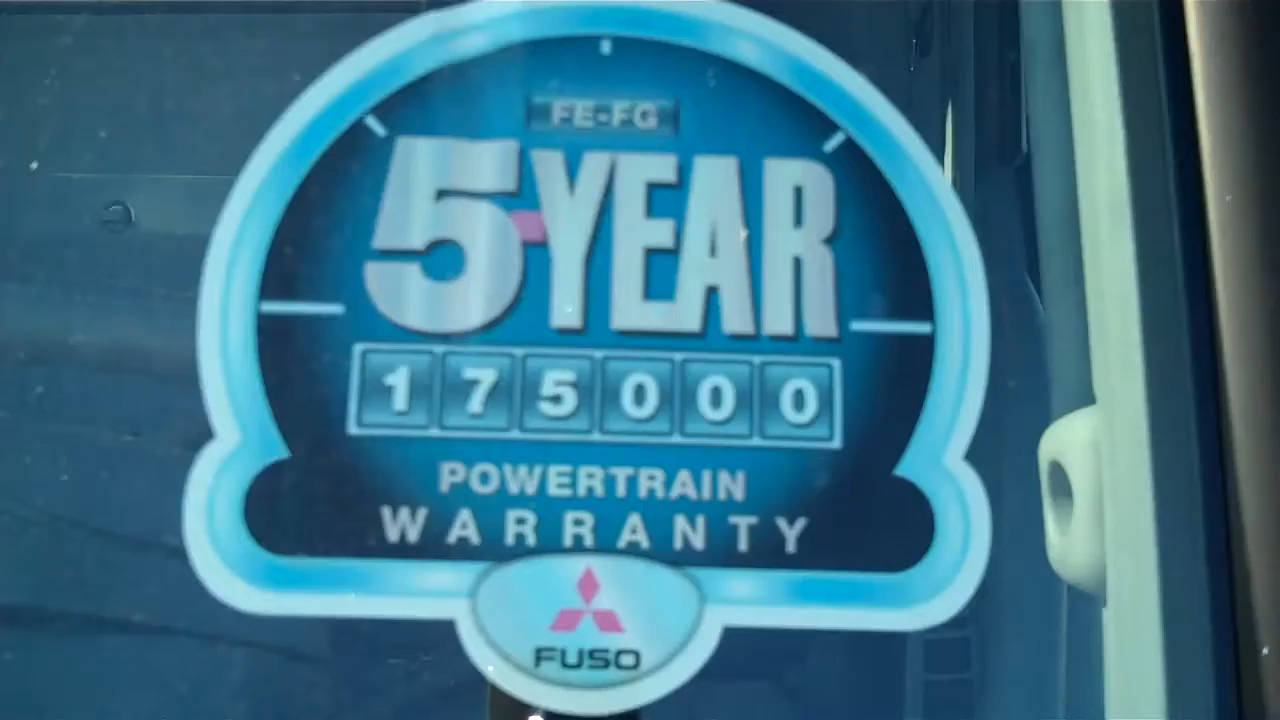 FE-FG
5-YEAR
175000
POWERTRAIN
WARRANTY
FUSO